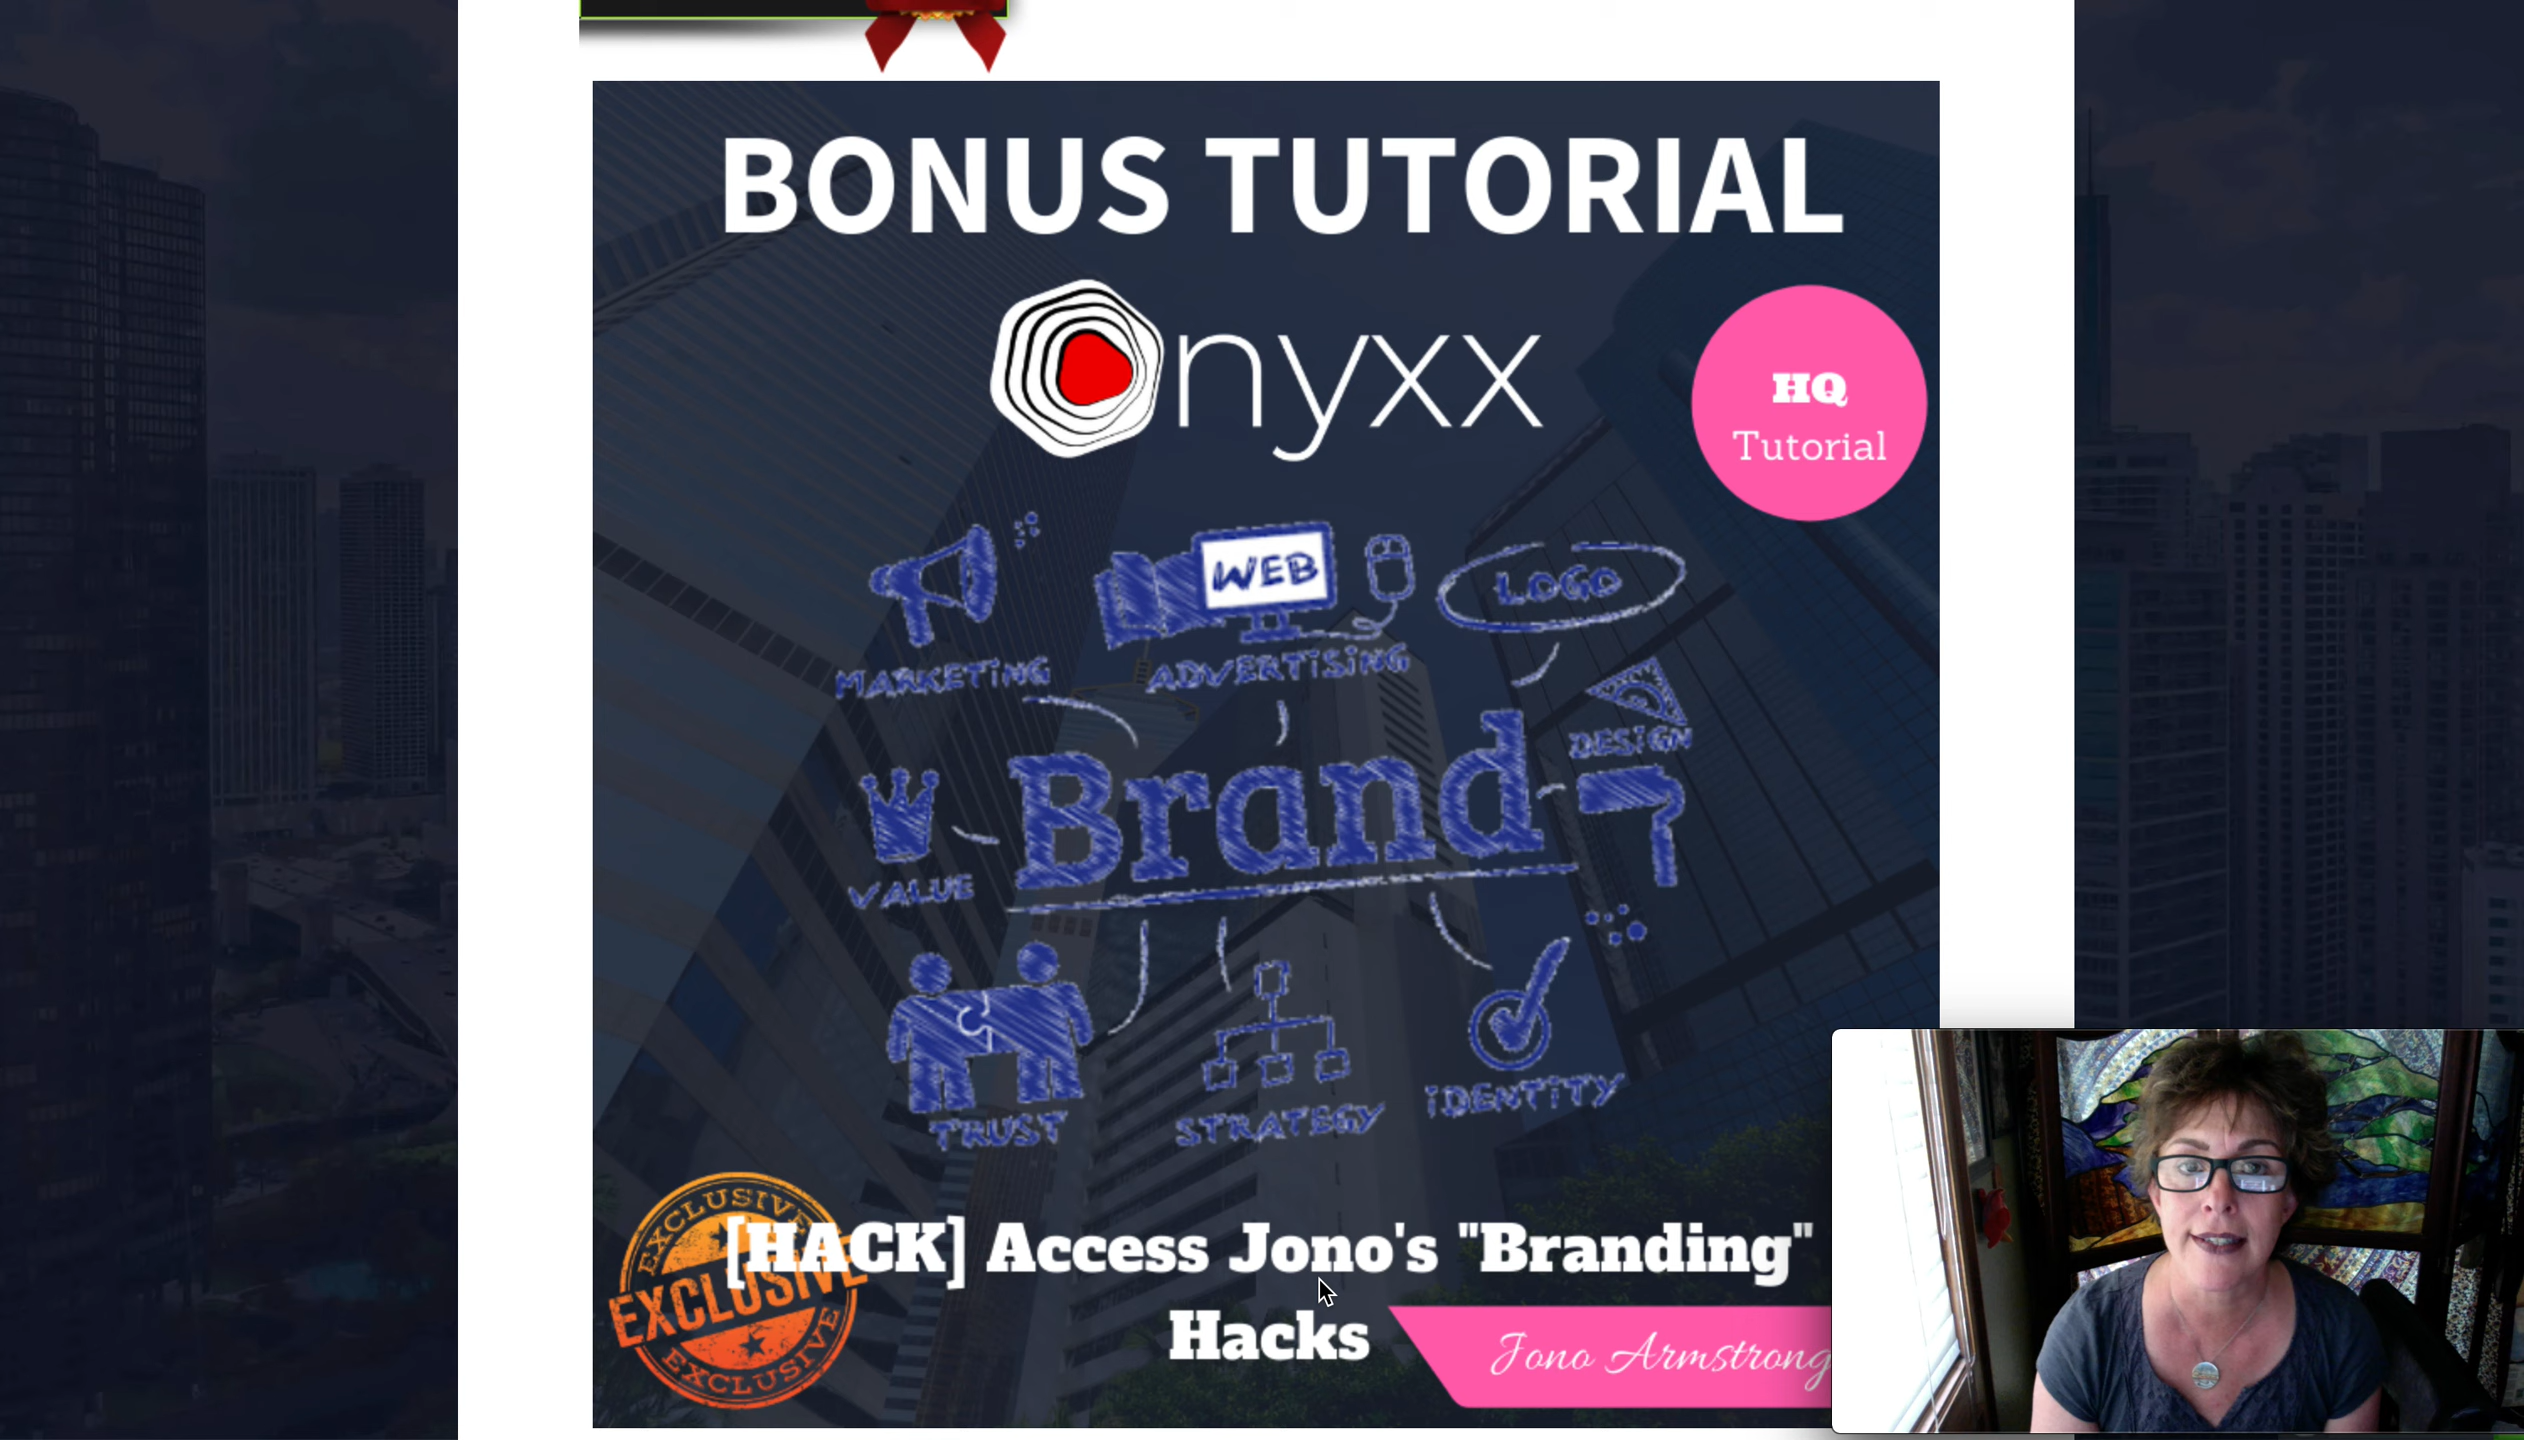 BONUS TUTORIAL
Onyxx
HQ
Tutorial
WEB
LOGO
MARKETING
ADVERTISING
DESIGN
Brand
VALUE
TRUST
STRATEGY
IDENTITY
EXCLUSIVE
EXCLUSIVE
EXCLUSIVE
[HACK] Access Jono's "Branding"
Hacks
Jono Armstrong